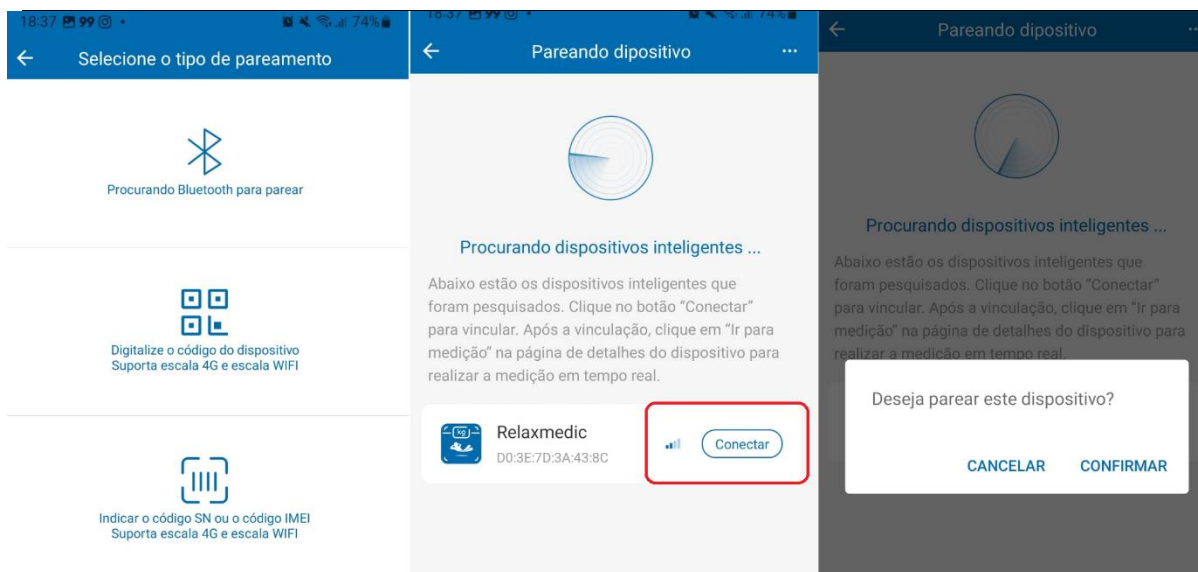 18:37 99 74%
Selecione o tipo de pareamento
Procurando Bluetooth para parear
Digitalize o código do dispositivo
Suporta escala 4G e escala WIFI
Indicar o código SN ou o código IMEI
Suporta escala 4G e escala WIFI
18:37 99 74%
Pareando dipositivo
Procurando dispositivos inteligentes ...
Abaixo estão os dispositivos inteligentes que
foram pesquisados. Clique no botão "Conectar"
para vincular. Após a vinculação, clique em "Ir para
medição" na página de detalhes do dispositivo para
realizar a medição em tempo real.
kg
Relaxmedic
D0:3E:7D:3A:43:8C
Conectar
Pareando dipositivo
Procurando dispositivos inteligentes ...
Abaixo estão os dispositivos inteligentes que
foram pesquisados. Clique no botão "Conectar"
para vincular. Após a vinculação, clique em "Ir para
medição" na página de detalhes do dispositivo para
realizar a medição em tempo real.
Deseja parear este dispositivo?
CANCELAR CONFIRMAR